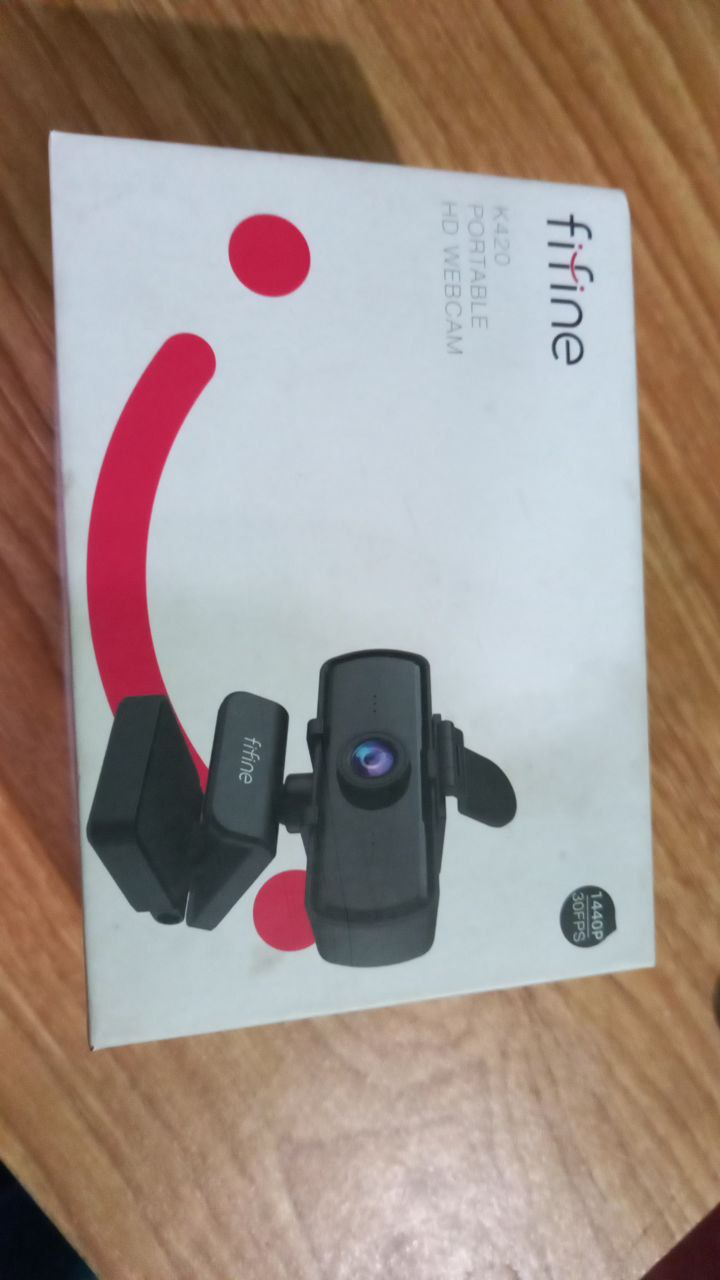 fifine
K420
PORTABLE
HD WEBCAM
1440P
30FPS
fifine